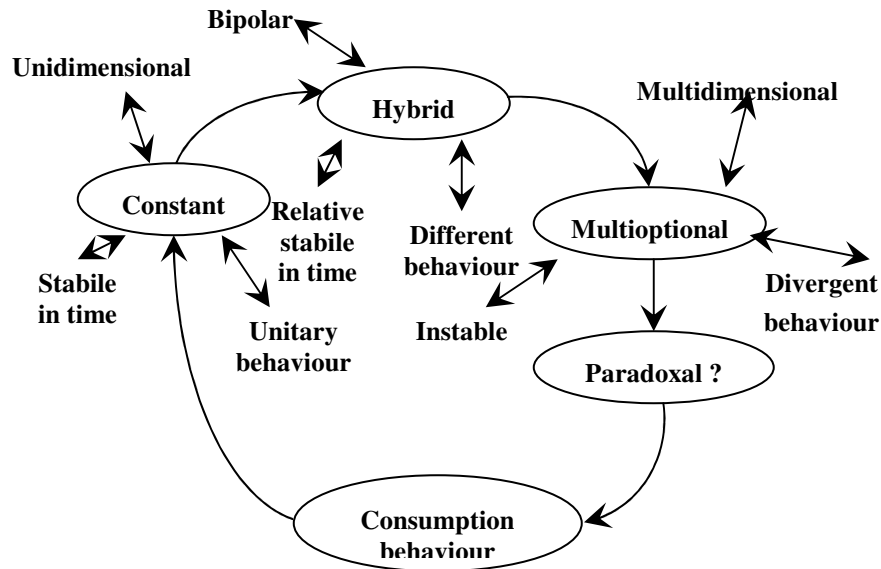 Bipolar
Unidimensional
Hybrid
Multidimensional
Constant
Relative
stabile
in time
Different
behaviour
Multioptional
Stabile
in time
Unitary
behaviour
Instable
Divergent
behaviour
Paradoxal ?
Consumption
behaviour